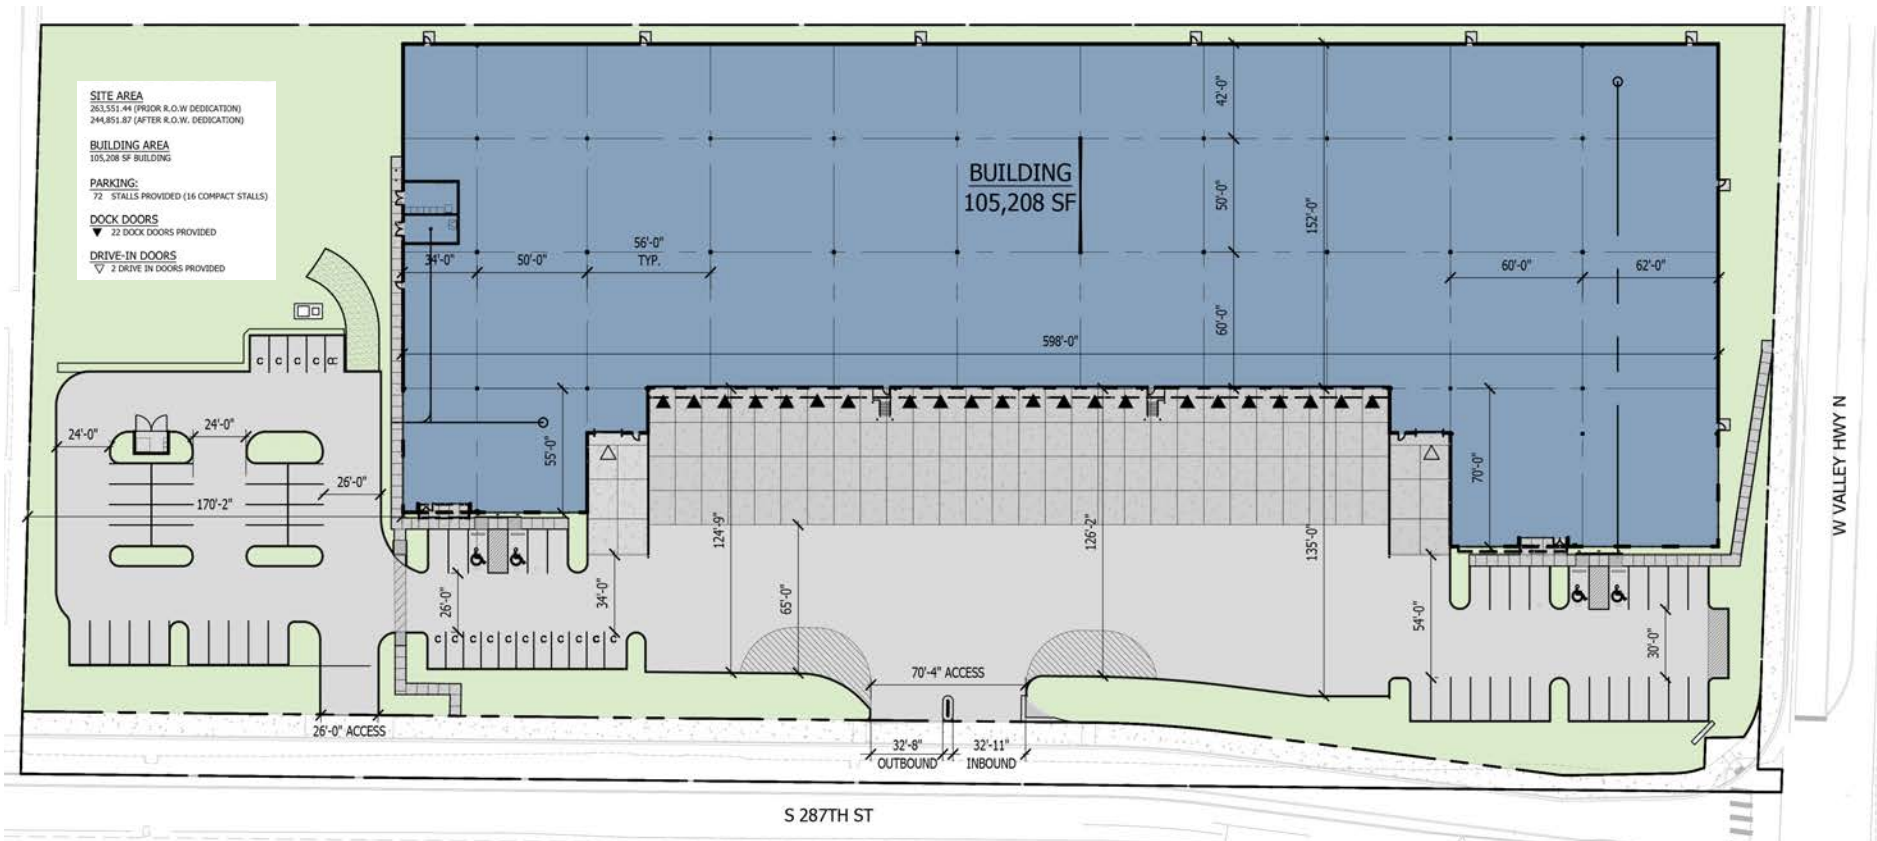 SITE AREA
263,551.44 (PRIOR R.O.W DEDICATION)
244,851.87 (AFTER R.O.W. DEDICATION)
BUILDING AREA
105,208 SF BUILDING
PARKING:
72 STALLS PROVIDED (16 COMPACT STALLS)
DOCK DOORS
22 DOCK DOORS PROVIDED
DRIVE-IN DOORS
2 DRIVE IN DOORS PROVIDED
BUILDING
105,208 SF
42'-0"
50'-0"
152'-0"
60'-0"
34'-0"
50'-0"
56'-0"
TYP.
60'-0"
62'-0"
598'-0"
C C C C R
24'-0"
24'-0"
26'-0"
170'-2"
55'-0"
70'-0"
124'-9"
126'-2"
135'-0"
26'-0"
34'-0"
65'-0"
54'-0"
30'-0"
C C C C C C C C C C C C
70'-4" ACCESS
26'-0" ACCESS
32'-8"
OUTBOUND
32'-11"
INBOUND
S 287TH ST
W VALLEY HWY N